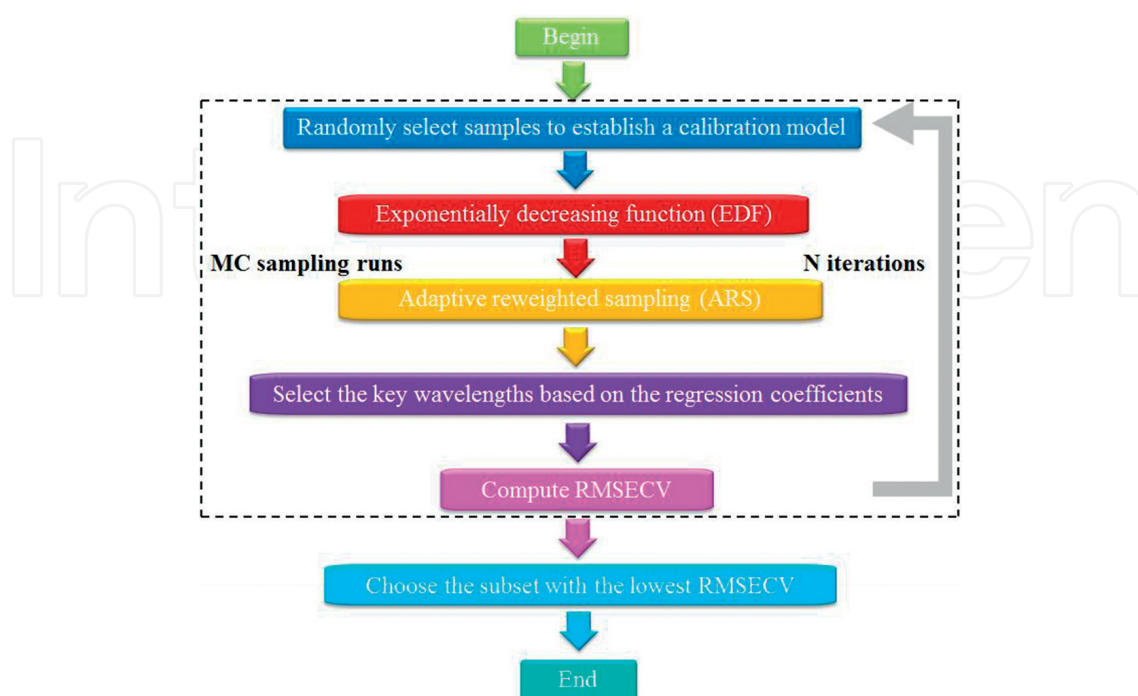 Begin
Randomly select samples to establish a calibration model
Exponentially decreasing function (EDF)
MC sampling runs
N iterations
Adaptive reweighted sampling (ARS)
Select the key wavelengths based on the regression coefficients
Compute RMSECV
Choose the subset with the lowest RMSECV
End